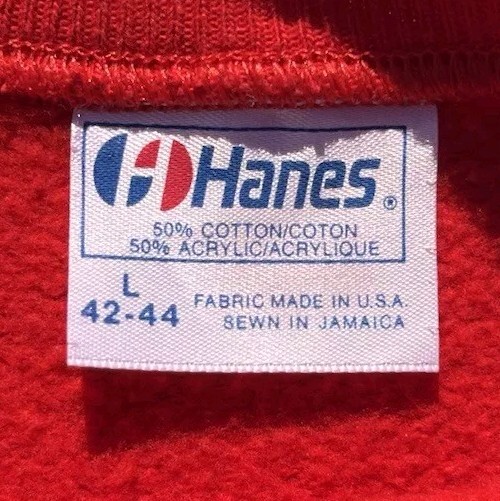 Hanes®
50% COTTON/COTON
50% ACRYLIC/ACRYLIQUE
L
42-44
FABRIC MADE IN U.S.A.
SEWN IN JAMAICA